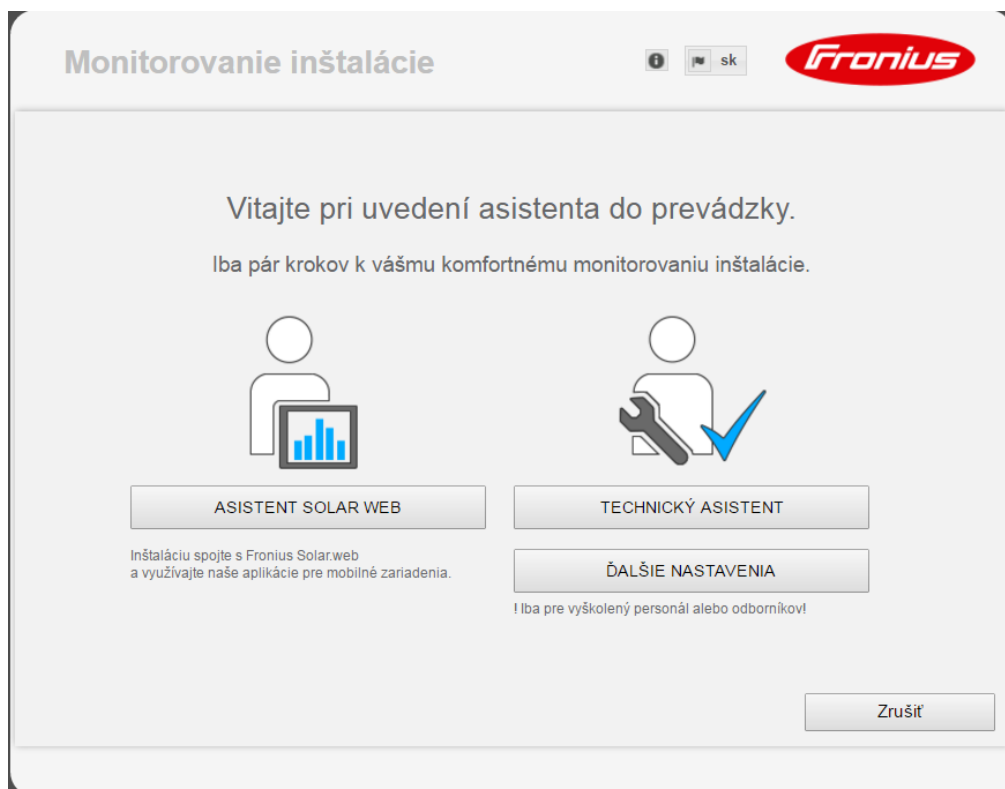 Monitorovanie inštalácie
sk
Fronius
Vitajte pri uvedení asistenta do prevádzky.
Iba pár krokov k vášmu komfortnému monitorovaniu inštalácie.
ASISTENT SOLAR WEB
Inštaláciu spojte s Fronius Solar.web
a využívajte naše aplikácie pre mobilné zariadenia.
TECHNICKÝ ASISTENT
ĎALŠIE NASTAVENIA
! Iba pre vyškolený personál alebo odborníkov!
Zrušiť